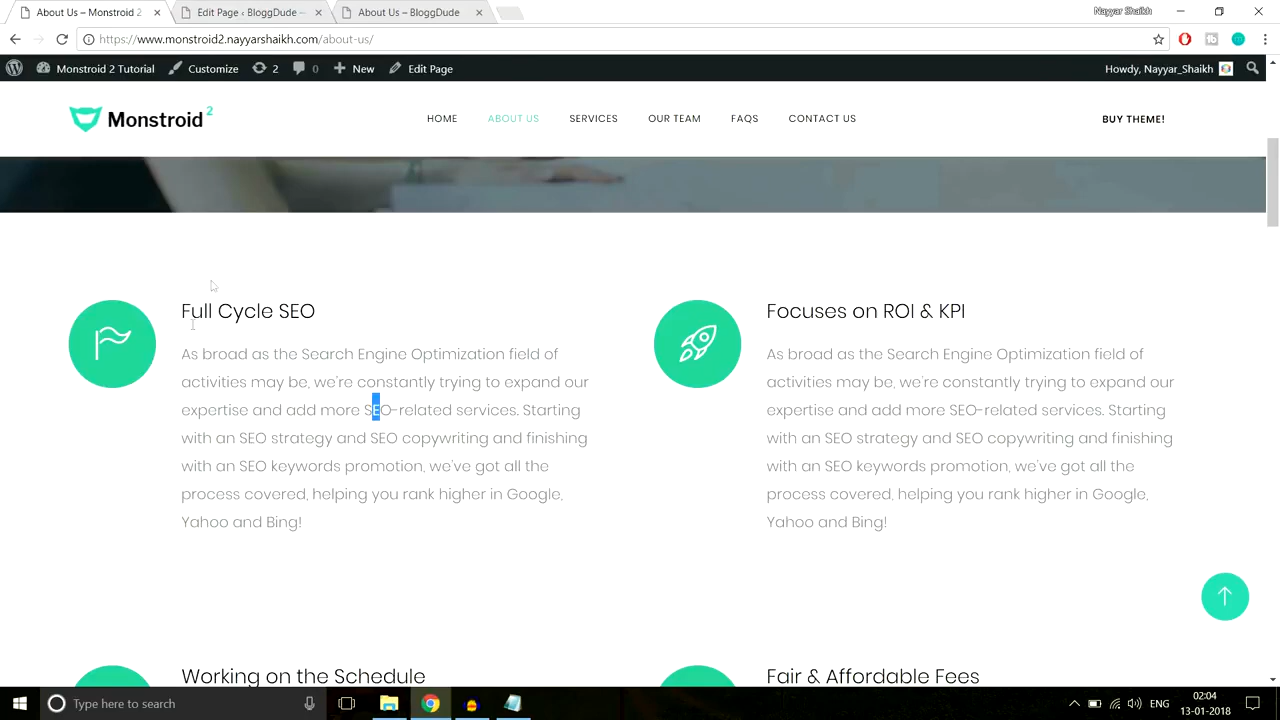 About Us – Monstroid 2
Edit Page ‹ BloggDude —
About Us – BloggDude
Nayyar Shaikh
https://www.monstroid2.nayyarshaikh.com/about-us/
Monstroid 2 Tutorial
Customize
2
0
New
Edit Page
Howdy, Nayyar_Shaikh
Monstroid 2
HOME
ABOUT US
SERVICES
OUR TEAM
FAQS
CONTACT US
BUY THEME!
Full Cycle SEO
As broad as the Search Engine Optimization field of
activities may be, we're constantly trying to expand our
expertise and add more SEO-related services. Starting
with an SEO strategy and SEO copywriting and finishing
with an SEO keywords promotion, we've got all the
process covered, helping you rank higher in Google,
Yahoo and Bing!
Focuses on ROI & KPI
As broad as the Search Engine Optimization field of
activities may be, we're constantly trying to expand our
expertise and add more SEO-related services. Starting
with an SEO strategy and SEO copywriting and finishing
with an SEO keywords promotion, we've got all the
process covered, helping you rank higher in Google,
Yahoo and Bing!
Working on the Schedule
Fair & Affordable Fees
Type here to search
ENG
02:04
13-01-2018